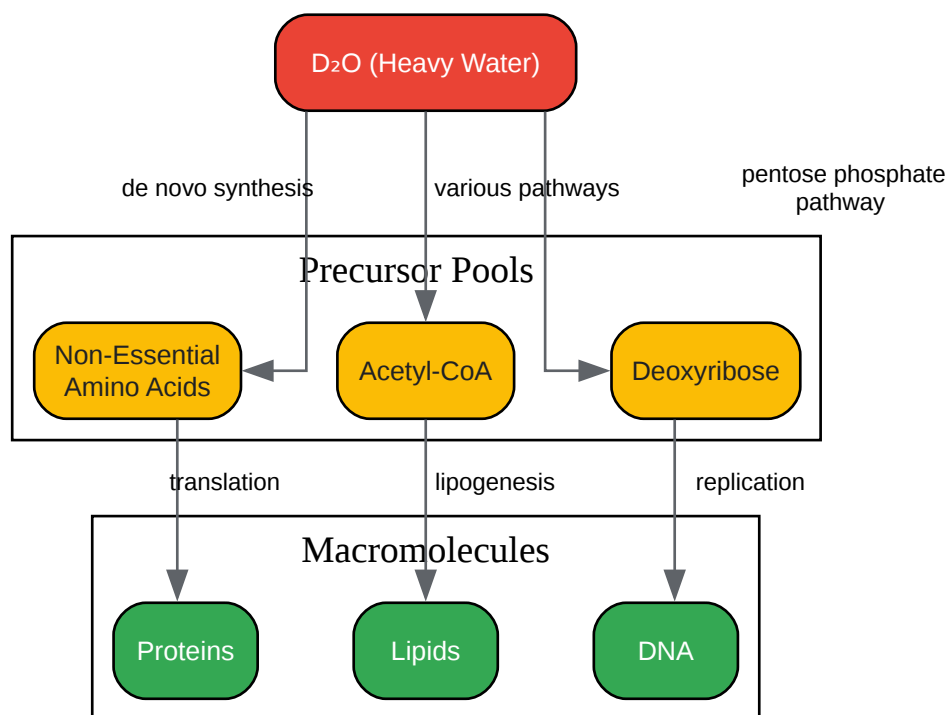 D₂O (Heavy Water)
de novo synthesis
various pathways
pentose phosphate
pathway
Precursor Pools
Non-Essential
Amino Acids
Acetyl-CoA
Deoxyribose
translation
lipogenesis
replication
Macromolecules
Proteins
Lipids
DNA